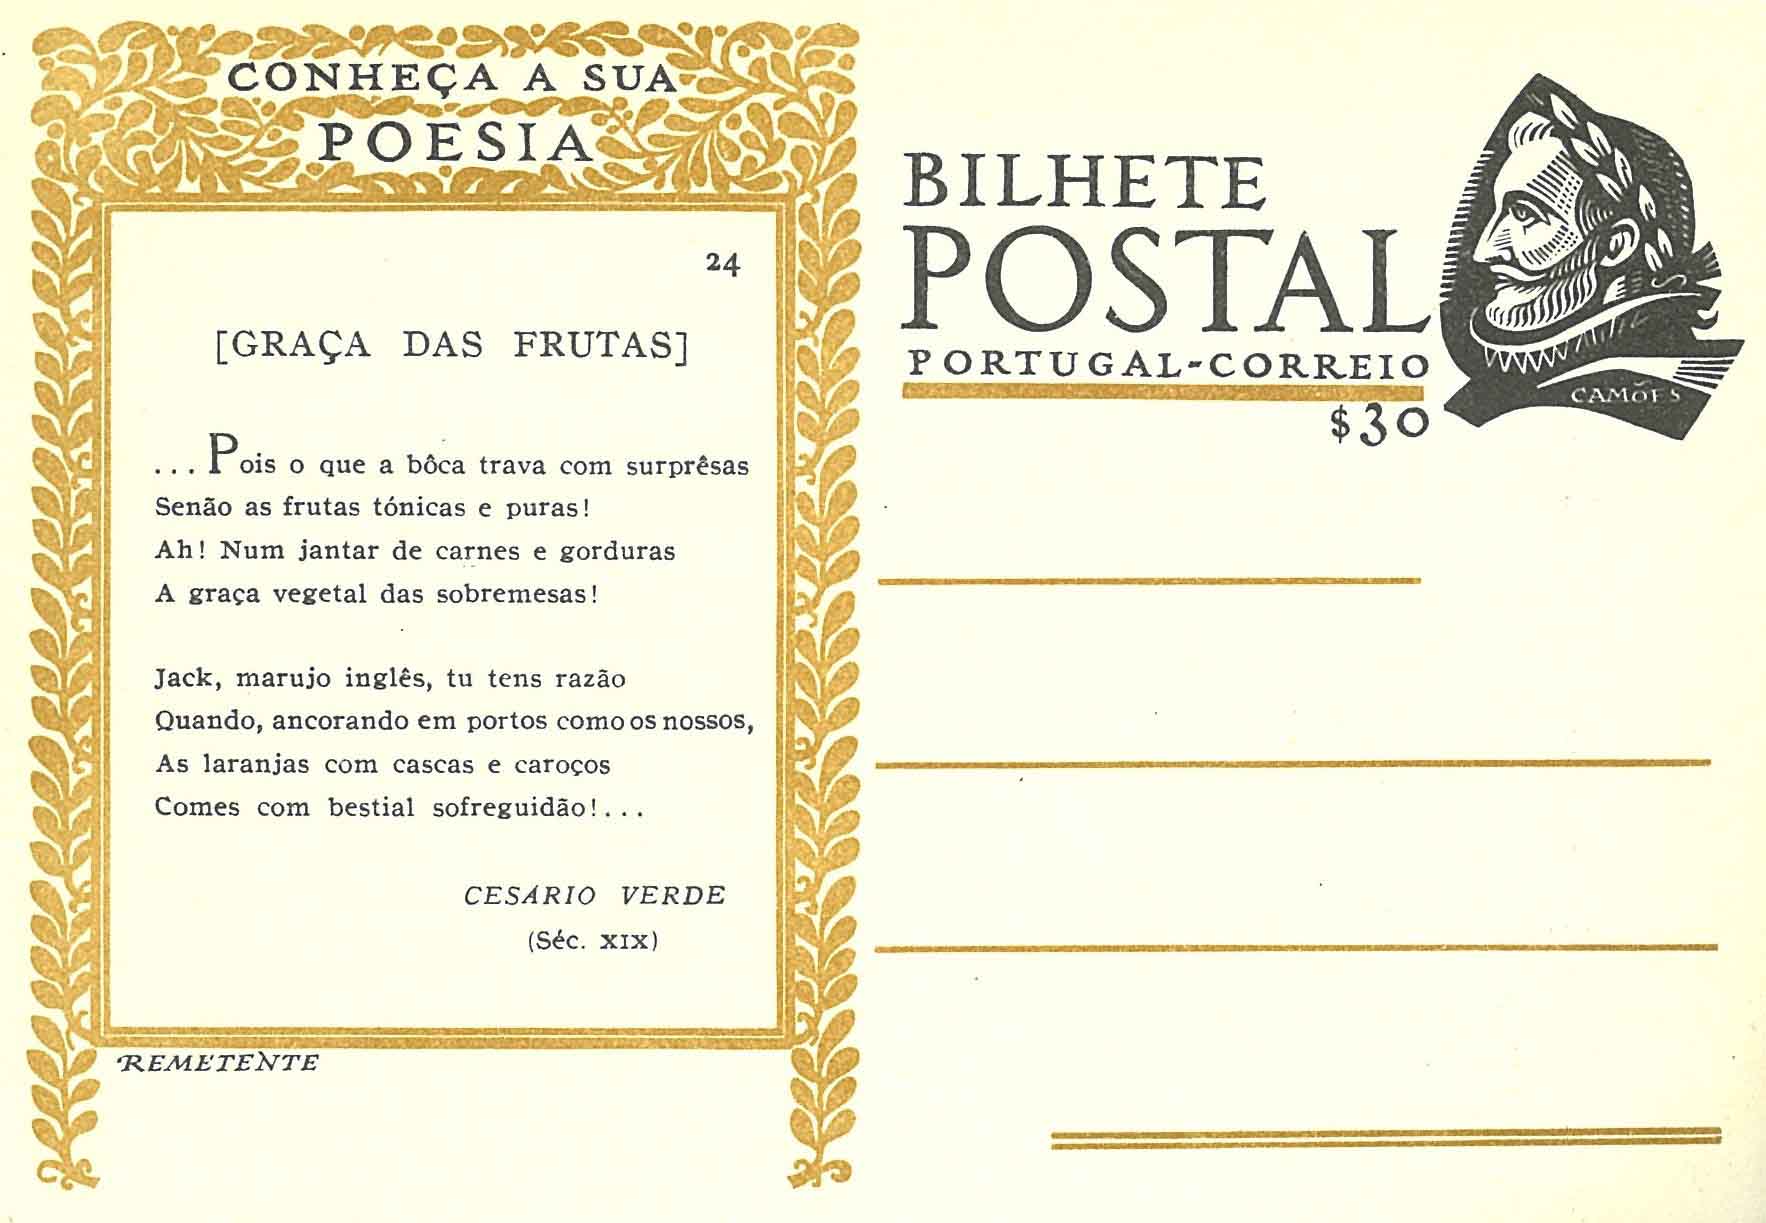 CONHEÇA A SUA
POESIA
24
[GRAÇA DAS FRUTAS]
... Pois o que a bôca trava com surprêsas
Senão as frutas tónicas e puras!
Ah! Num jantar de carnes e gorduras
A graça vegetal das sobremesas!
Jack, marujo inglês, tu tens razão
Quando, ancorando em portos como os nossos,
As laranjas com cascas e caroços
Comes com bestial sofreguidão!...
CESÁRIO VERDE
(Séc. XIX)
REMETENTE
BILHETE
POSTAL
PORTUGAL-CORREIO
$30
CAMÕES